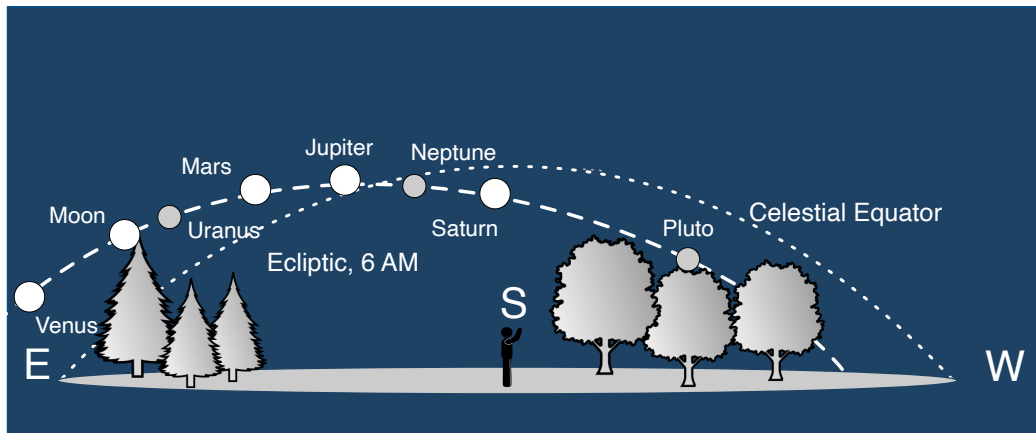 Jupiter
Neptune
Mars
Moon
Uranus
Saturn
Pluto
Celestial Equator
Ecliptic, 6 AM
Venus
S
E
W